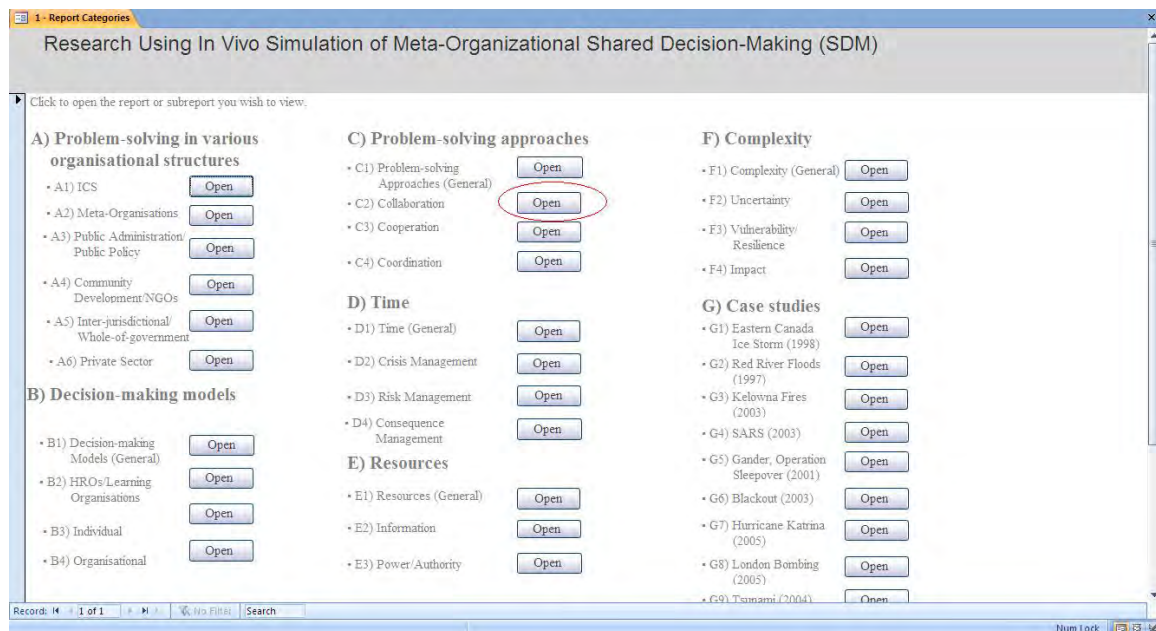 1 - Report Categories
Research Using In Vivo Simulation of Meta-Organizational Shared Decision-Making (SDM)
Click to open the report or subreport you wish to view.
A) Problem-solving in various
organisational structures
• A1) ICS Open
• A2) Meta-Organisations Open
• A3) Public Administration/
Public Policy Open
• A4) Community
Development/NGOs Open
• A5) Inter-jurisdictional/
Whole-of-government Open
• A6) Private Sector Open
B) Decision-making models
• B1) Decision-making
Models (General) Open
• B2) HROs/Learning
Organisations Open
• B3) Individual Open
• B4) Organisational Open
C) Problem-solving approaches
• C1) Problem-solving
Approaches (General) Open
• C2) Collaboration Open
• C3) Cooperation Open
• C4) Coordination Open
D) Time
• D1) Time (General) Open
• D2) Crisis Management Open
• D3) Risk Management Open
• D4) Consequence
Management Open
E) Resources
• E1) Resources (General) Open
• E2) Information Open
• E3) Power/Authority Open
F) Complexity
• F1) Complexity (General) Open
• F2) Uncertainty Open
• F3) Vulnerability/
Resilience Open
• F4) Impact Open
G) Case studies
• G1) Eastern Canada
Ice Storm (1998) Open
• G2) Red River Floods
(1997) Open
• G3) Kelowna Fires
(2003) Open
• G4) SARS (2003) Open
• G5) Gander, Operation
Sleepover (2001) Open
• G6) Blackout (2003) Open
• G7) Hurricane Katrina
(2005) Open
• G8) London Bombing
(2005) Open
• G9) Tsunami (2004) Open
Record: 1 of 1 No Filter Search
Num Lock